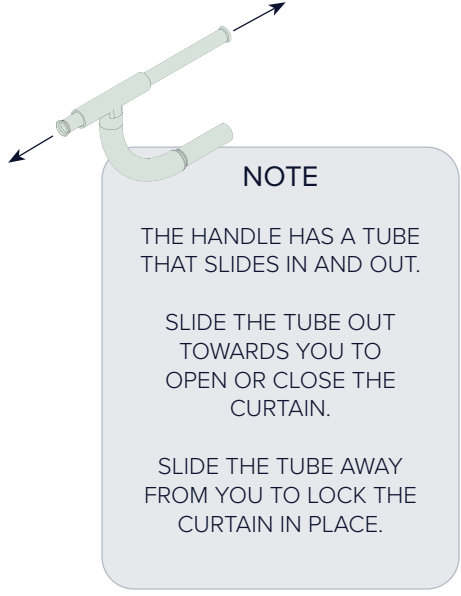 NOTE
THE HANDLE HAS A TUBE
THAT SLIDES IN AND OUT.
SLIDE THE TUBE OUT
TOWARDS YOU TO
OPEN OR CLOSE THE
CURTAIN.
SLIDE THE TUBE AWAY
FROM YOU TO LOCK THE
CURTAIN IN PLACE.